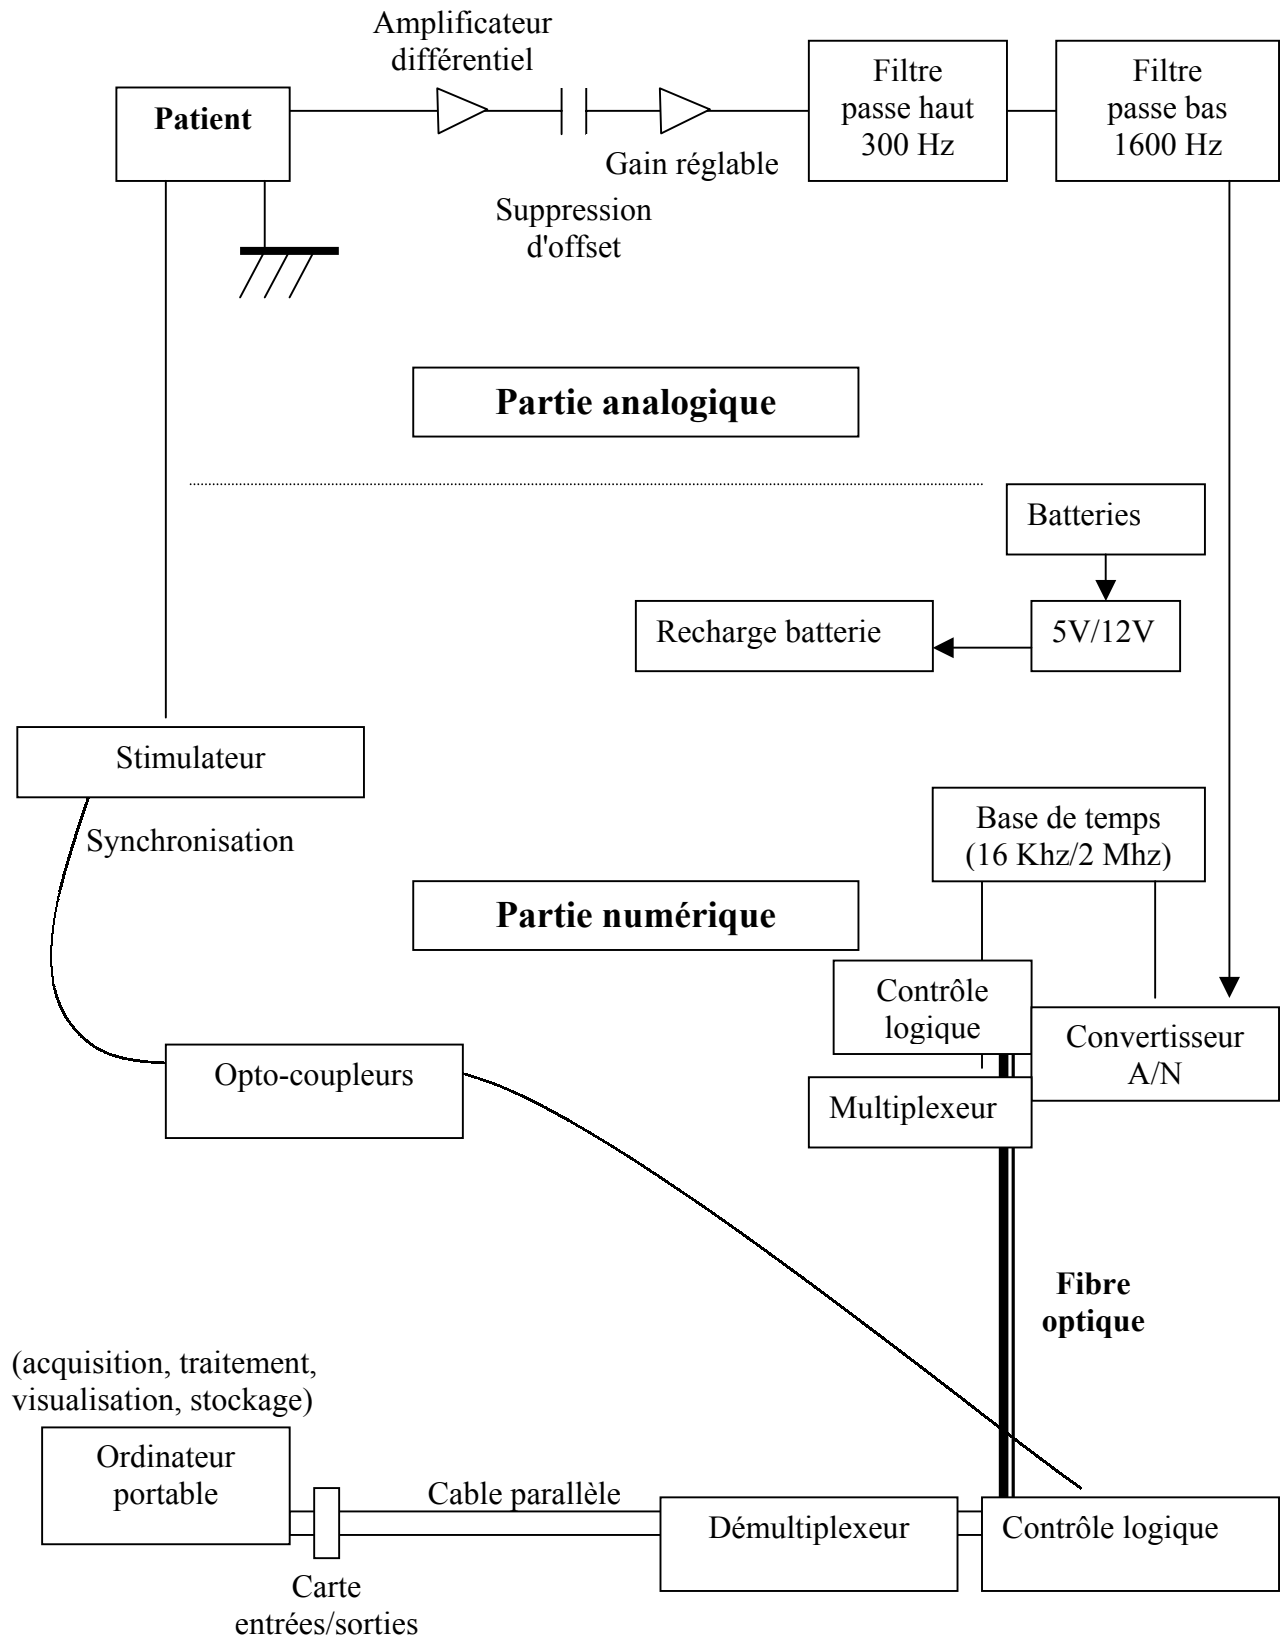 Amplificateur
différentiel
Patient
Filtre
passe haut
300 Hz
Filtre
passe bas
1600 Hz
Gain réglable
Suppression
d'offset
Partie analogique
Batteries
Recharge batterie
5V/12V
Stimulateur
Synchronisation
Base de temps
(16 Khz/2 Mhz)
Partie numérique
Contrôle
logique
Convertisseur
A/N
Opto-coupleurs
Multiplexeur
Fibre
optique
(acquisition, traitement,
visualisation, stockage)
Ordinateur
portable
Cable parallèle
Démultiplexeur
Contrôle logique
Carte
entrées/sorties